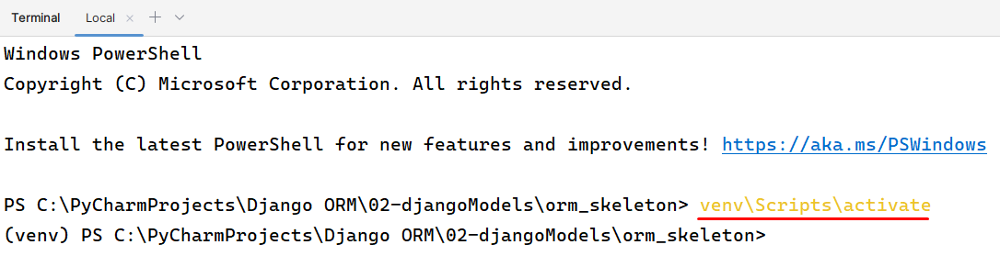 Terminal Local × +
Windows PowerShell
Copyright (C) Microsoft Corporation. All rights reserved.
Install the latest PowerShell for new features and improvements! https://aka.ms/PSWindows
PS C:\PyCharmProjects\Django ORM\02-djangoModels\orm_skeleton> venv\Scripts\activate
(venv) PS C:\PyCharmProjects\Django ORM\02-djangoModels\orm_skeleton>